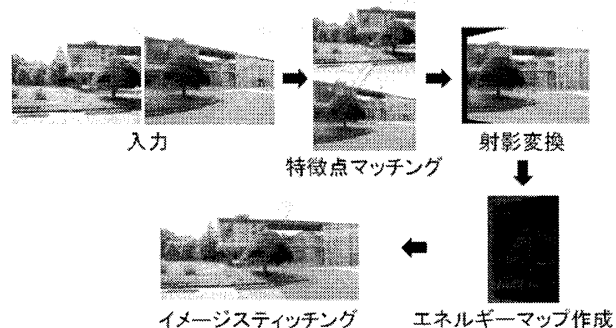 入力
特徴点マッチング
射影変換
エネルギーマップ作成
イメージスティッチング